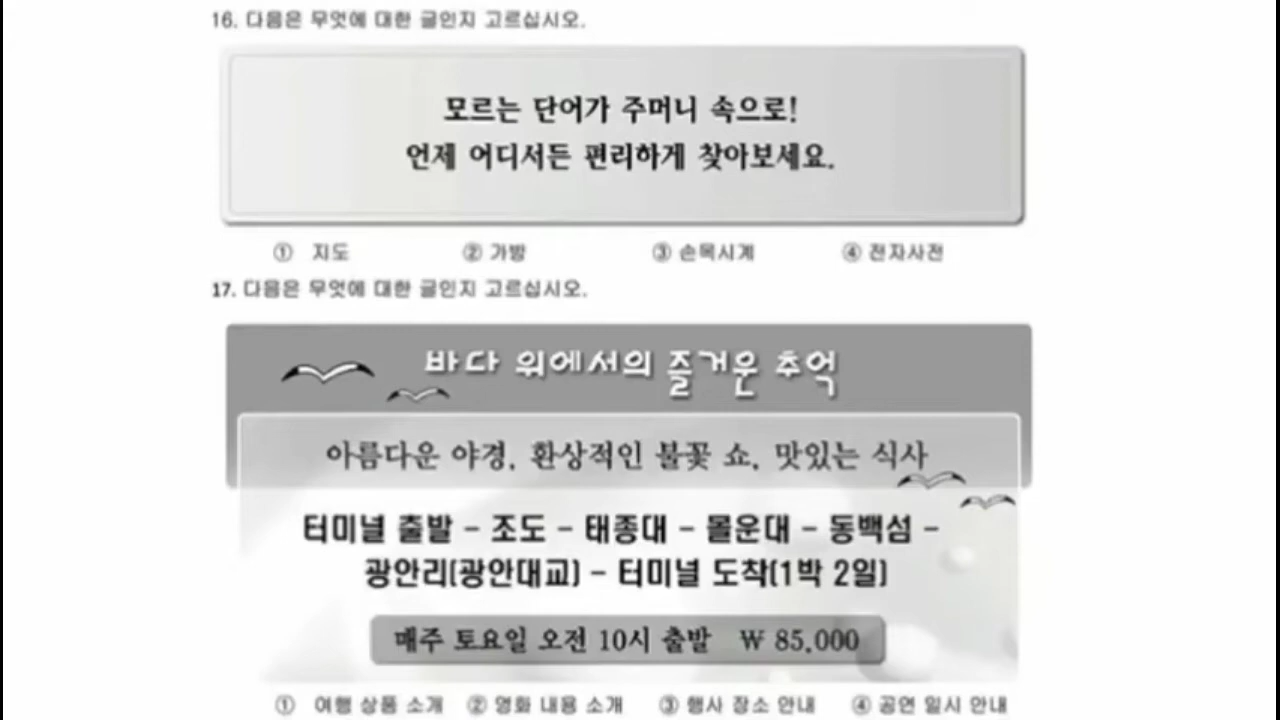 16. 다음은 무엇에 대한 글인지 고르십시오.
모르는 단어가 주머니 속으로!
언제 어디서든 편리하게 찾아보세요.
① 지도 ② 가방 ③ 손목시계 ④ 전자사전
17. 다음은 무엇에 대한 글인지 고르십시오.
바다 위에서의 즐거운 추억
아름다운 야경, 환상적인 불꽃 쇼, 맛있는 식사
터미널 출발 - 조도 - 태종대 - 몰운대 - 동백섬 -
광안리(광안대교) - 터미널 도착(1박 2일)
매주 토요일 오전 10시 출발 ₩ 85,000
① 여행 상품 소개 ② 영화 내용 소개 ③ 행사 장소 안내 ④ 공연 일시 안내